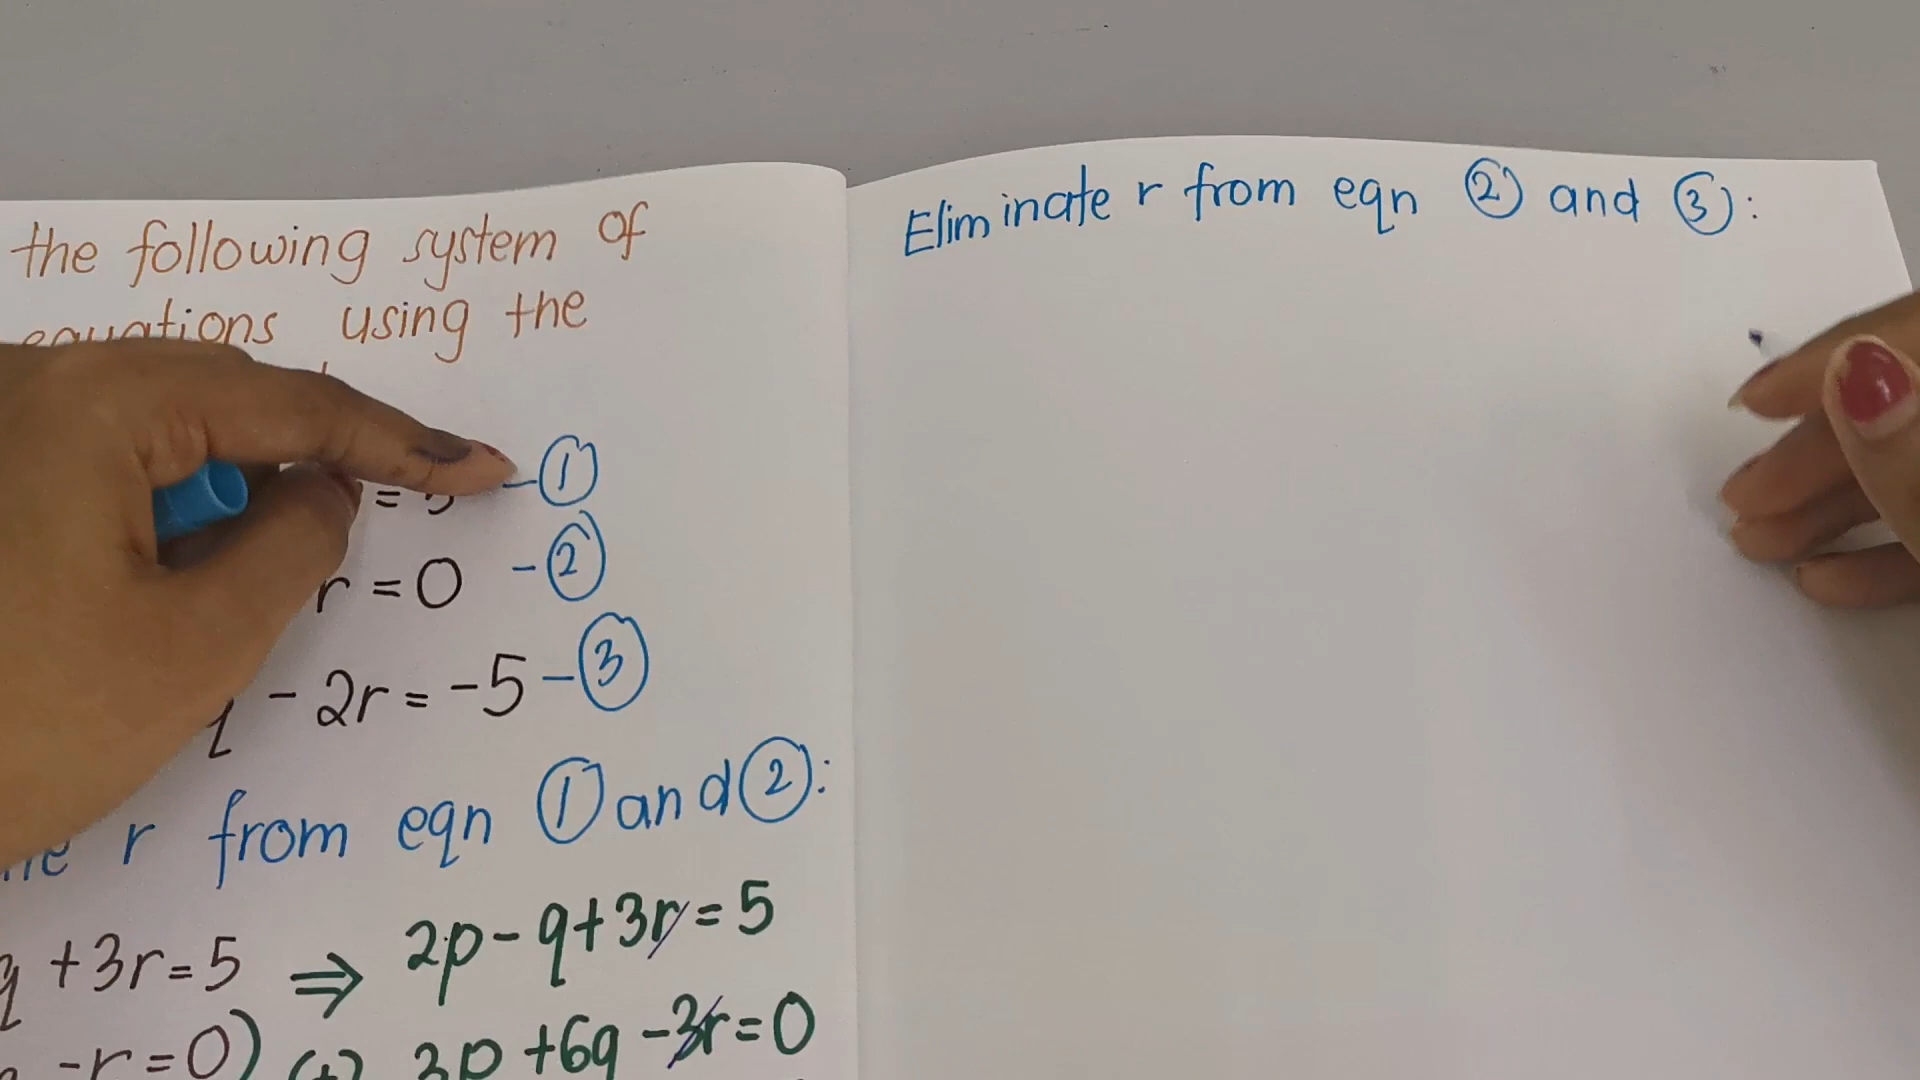 the following system of
equations using the
= 5 - ①
r = 0 - ②
q - 2r = -5 - ③
r from eqn ① and ②:
q + 3r = 5 ⇒ 2p - q + 3r = 5
- r = 0) (+) 3p + 6q - 3r = 0
Eliminate r from eqn ② and ③: